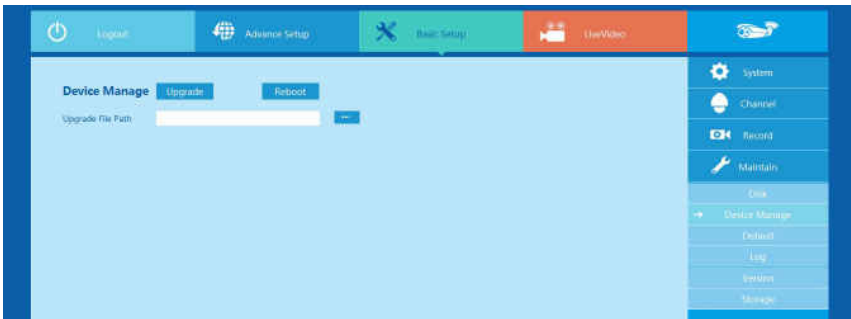 Logout
Advance Setup
Basic Setup
LiveVideo
Device Manage
Upgrade
Reboot
Upgrade File Path
...
System
Channel
Record
Maintain
Disk
Device Manage
Default
Log
Version
Storage